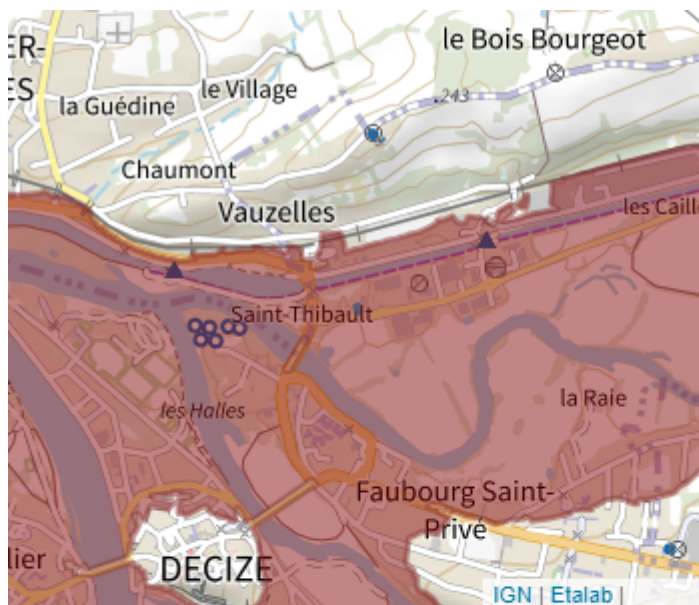 ER-
ES
la Guédine
le Village
le Bois Bourgeot
.243
Chaumont
Vauzelles
les Caill
Saint-Thibault
les Halles
la Raie
Faubourg Saint-
Privé
lier
DECIZE
IGN | Etalab |